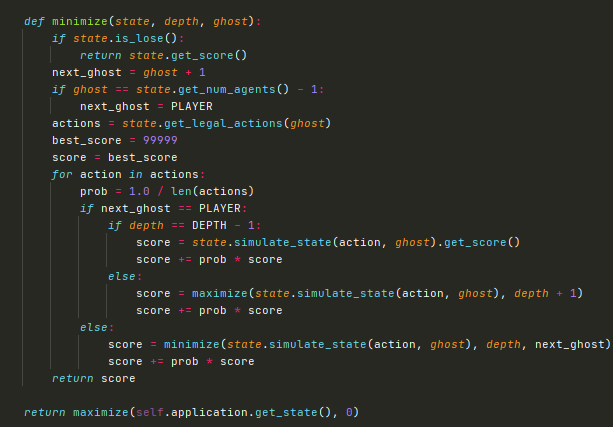 def minimize(state, depth, ghost):
    if state.is_lose():
        return state.get_score()
    next_ghost = ghost + 1
    if ghost == state.get_num_agents() - 1:
        next_ghost = PLAYER
    actions = state.get_legal_actions(ghost)
    best_score = 99999
    score = best_score
    for action in actions:
        prob = 1.0 / len(actions)
        if next_ghost == PLAYER:
            if depth == DEPTH - 1:
                score = state.simulate_state(action, ghost).get_score()
                score += prob * score
            else:
                score = maximize(state.simulate_state(action, ghost), depth + 1)
                score += prob * score
        else:
            score = minimize(state.simulate_state(action, ghost), depth, next_ghost)
            score += prob * score
    return score
return maximize(self.application.get_state(), 0)